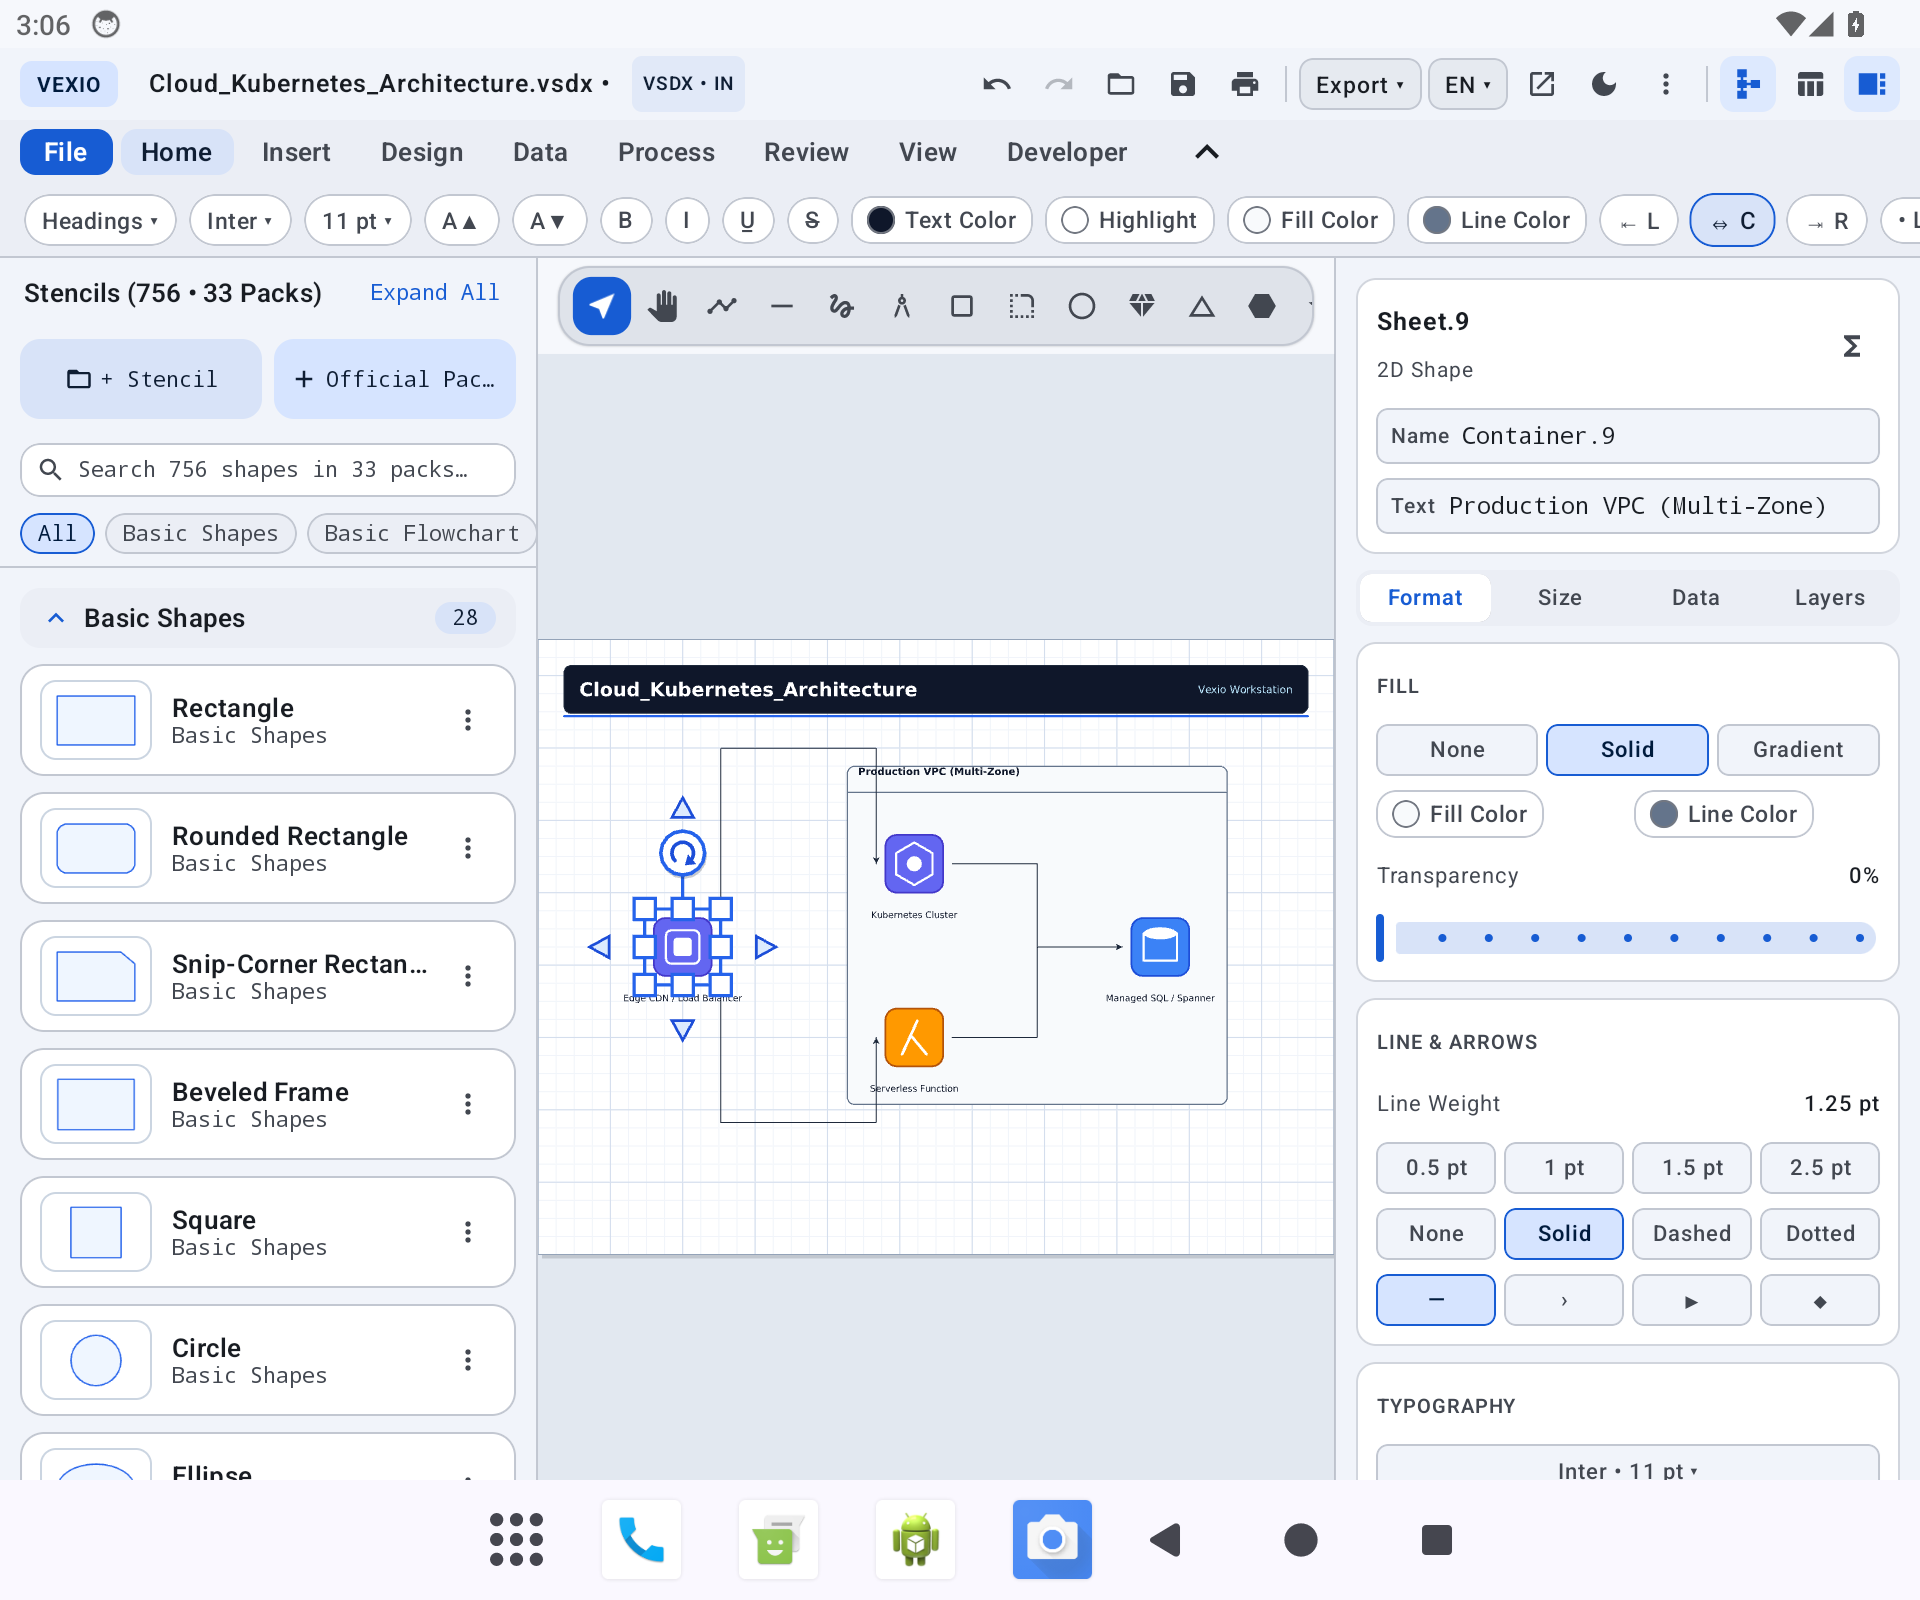 3:06
VEXIO
Cloud_Kubernetes_Architecture.vsdx •
VSDX • IN
Export ▾
EN ▾
File
Home
Insert
Design
Data
Process
Review
View
Developer
Headings ▾
Inter ▾
11 pt ▾
A▲
A▼
B
I
U
S
Text Color
Highlight
Fill Color
Line Color
← L
⇔ C
→ R
Stencils (756 • 33 Packs)
Expand All
+ Stencil
+ Official Pac…
Search 756 shapes in 33 packs…
All
Basic Shapes
Basic Flowchart
Basic Shapes
28
Rectangle
Basic Shapes
Rounded Rectangle
Basic Shapes
Snip-Corner Rectan…
Basic Shapes
Beveled Frame
Basic Shapes
Square
Basic Shapes
Circle
Basic Shapes
Ellipse
Cloud_Kubernetes_Architecture
Vexio Workstation
Production VPC (Multi-Zone)
Kubernetes Cluster
Edge CDN / Load Balancer
Managed SQL / Spanner
Serverless Function
Sheet.9
2D Shape
Σ
Name Container.9
Text Production VPC (Multi-Zone)
Format
Size
Data
Layers
FILL
None
Solid
Gradient
Fill Color
Line Color
Transparency
0%
LINE & ARROWS
Line Weight
1.25 pt
0.5 pt
1 pt
1.5 pt
2.5 pt
None
Solid
Dashed
Dotted
TYPOGRAPHY
Inter • 11 pt ▾